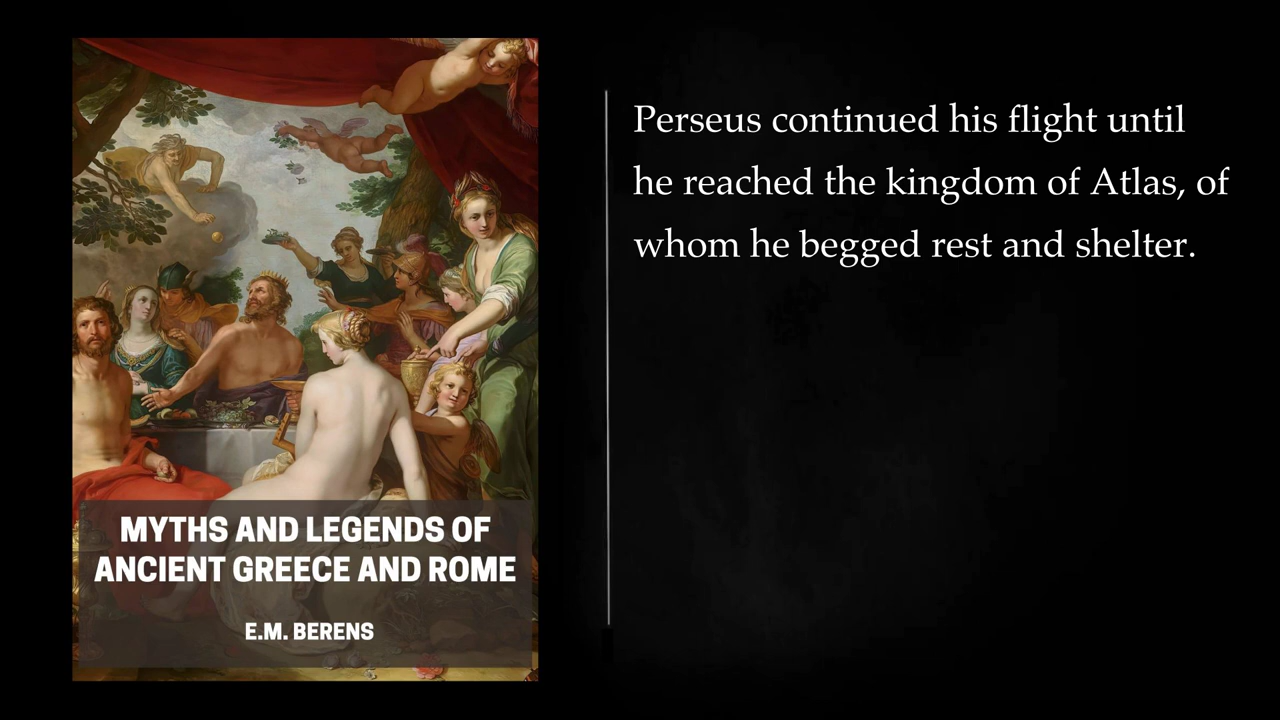 MYTHS AND LEGENDS OF
ANCIENT GREECE AND ROME
E.M. BERENS
Perseus continued his flight until
he reached the kingdom of Atlas, of
whom he begged rest and shelter.